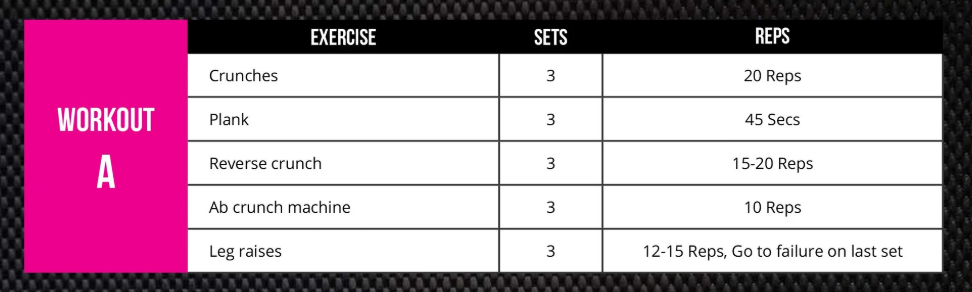 EXERCISE SETS REPS
WORKOUT
A
Crunches 3 20 Reps
Plank 3 45 Secs
Reverse crunch 3 15-20 Reps
Ab crunch machine 3 10 Reps
Leg raises 3 12-15 Reps, Go to failure on last set